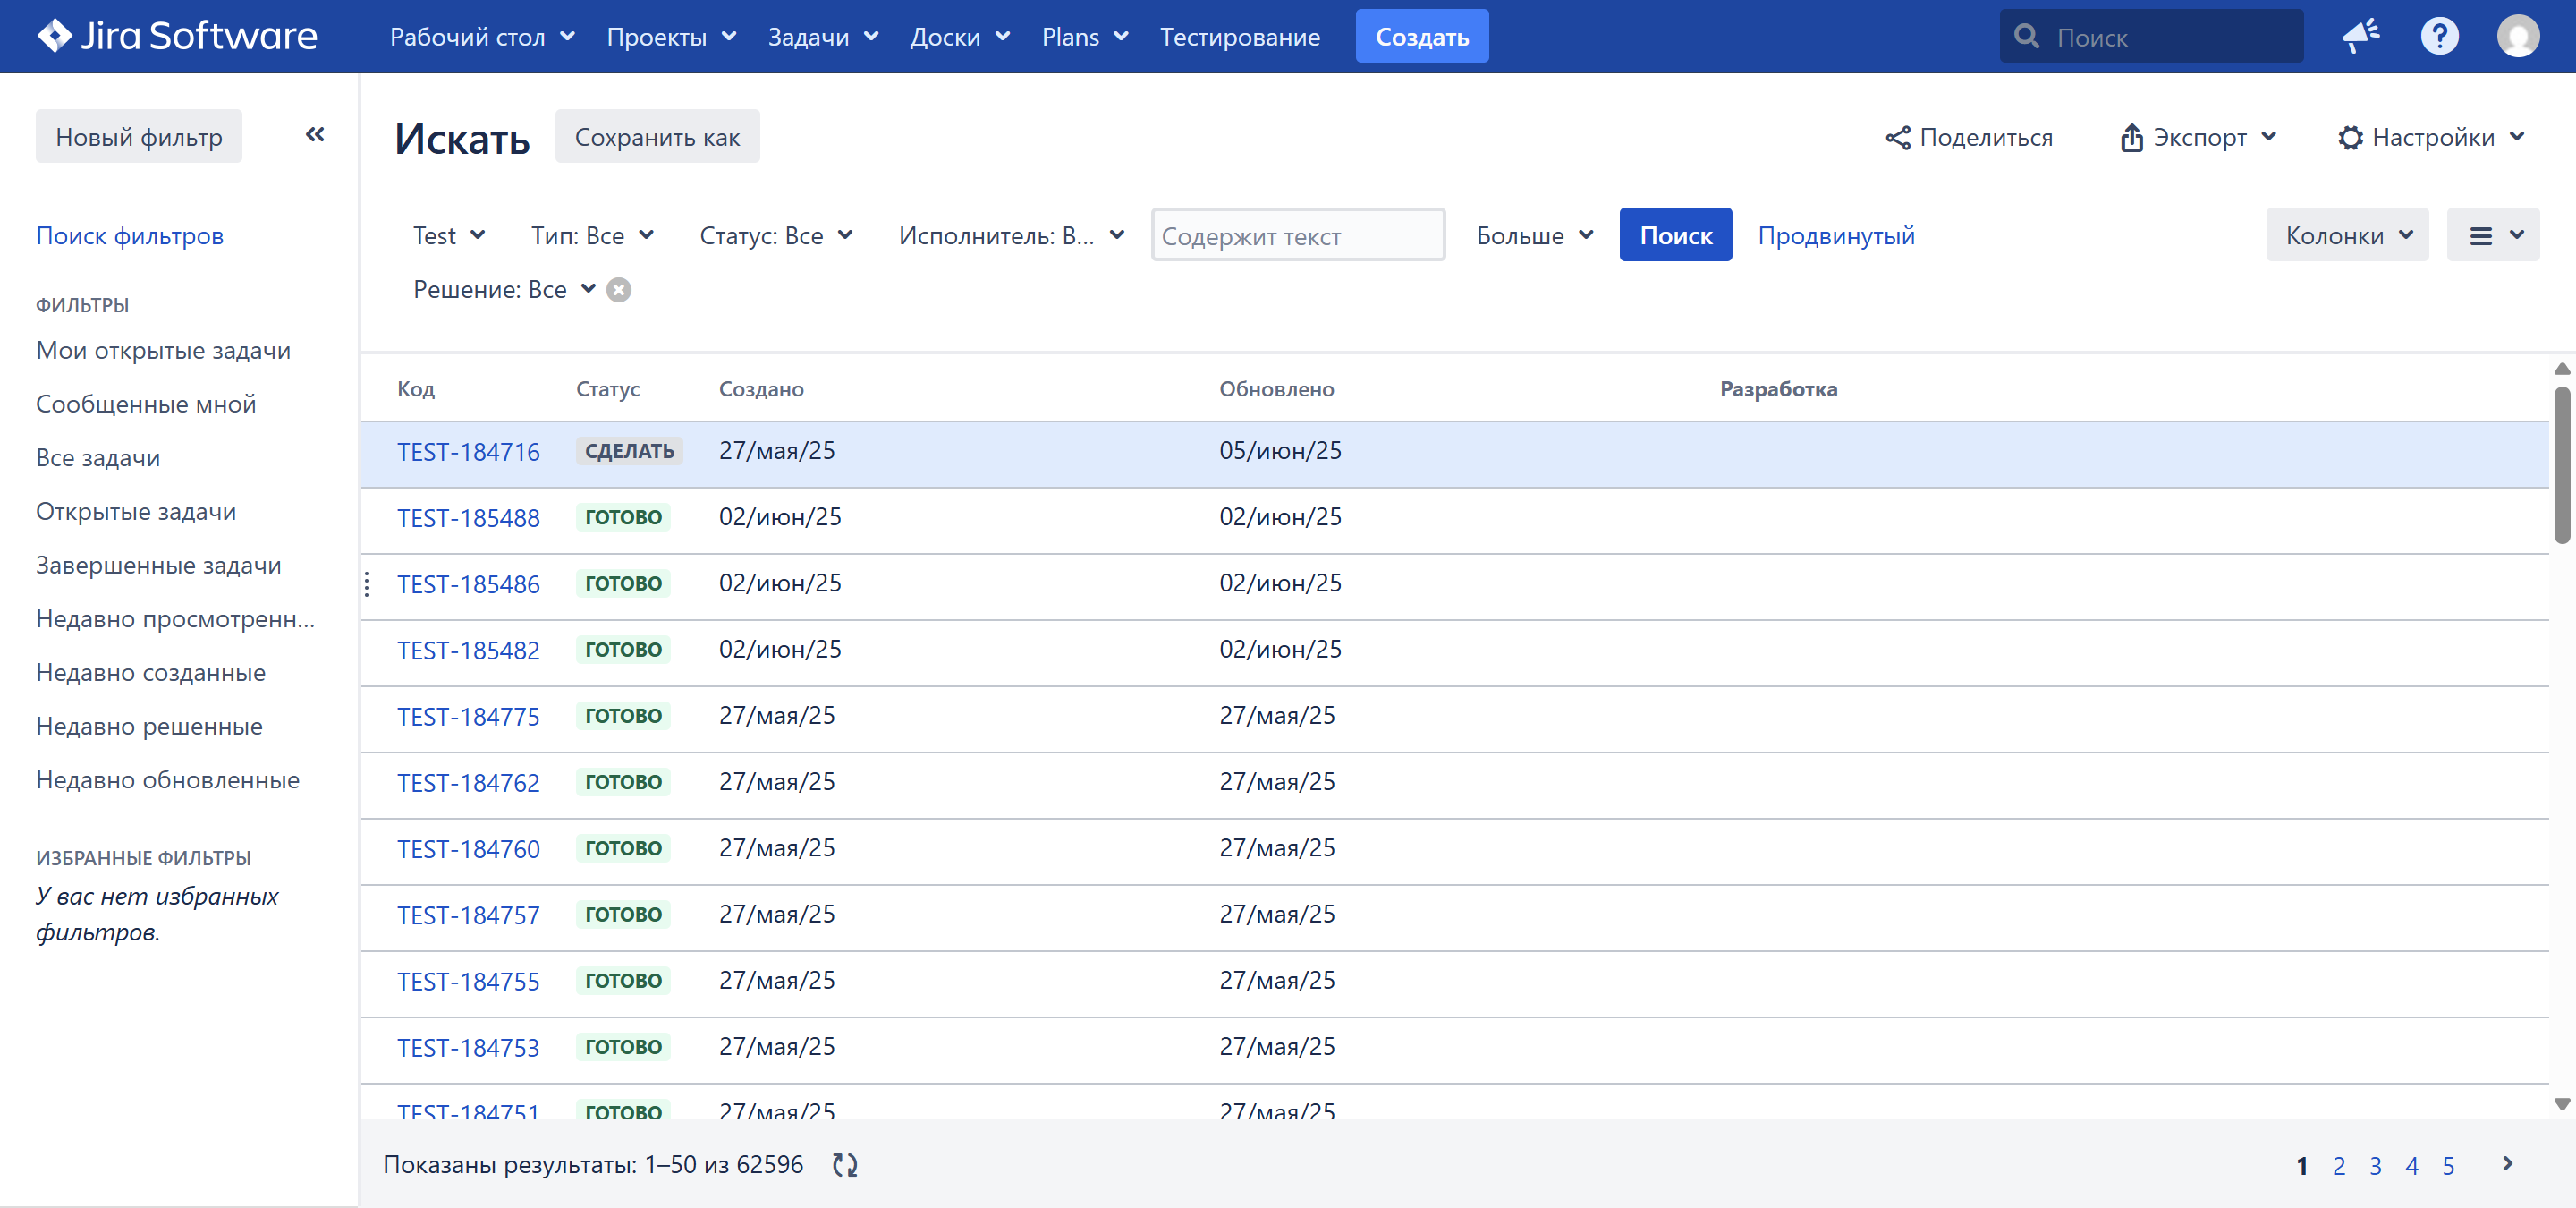 Jira Software Рабочий стол Проекты Задачи Доски Plans Тестирование Создать Поиск
Новый фильтр
Поиск фильтров
ФИЛЬТРЫ
Мои открытые задачи
Сообщенные мной
Все задачи
Открытые задачи
Завершенные задачи
Недавно просмотренн...
Недавно созданные
Недавно решенные
Недавно обновленные
ИЗБРАННЫЕ ФИЛЬТРЫ
У вас нет избранных
фильтров.
Искать Сохранить как Поделиться Экспорт Настройки
Test Тип: Все Статус: Все Исполнитель: В... Содержит текст Больше Поиск Продвинутый Колонки
Решение: Все
Код Статус Создано Обновлено Разработка
TEST-184716 СДЕЛАТЬ 27/мая/25 05/июн/25
TEST-185488 ГОТОВО 02/июн/25 02/июн/25
TEST-185486 ГОТОВО 02/июн/25 02/июн/25
TEST-185482 ГОТОВО 02/июн/25 02/июн/25
TEST-184775 ГОТОВО 27/мая/25 27/мая/25
TEST-184762 ГОТОВО 27/мая/25 27/мая/25
TEST-184760 ГОТОВО 27/мая/25 27/мая/25
TEST-184757 ГОТОВО 27/мая/25 27/мая/25
TEST-184755 ГОТОВО 27/мая/25 27/мая/25
TEST-184753 ГОТОВО 27/мая/25 27/мая/25
TEST-184751 ГОТОВО 27/мая/25 27/мая/25
Показаны результаты: 1–50 из 62596 1 2 3 4 5